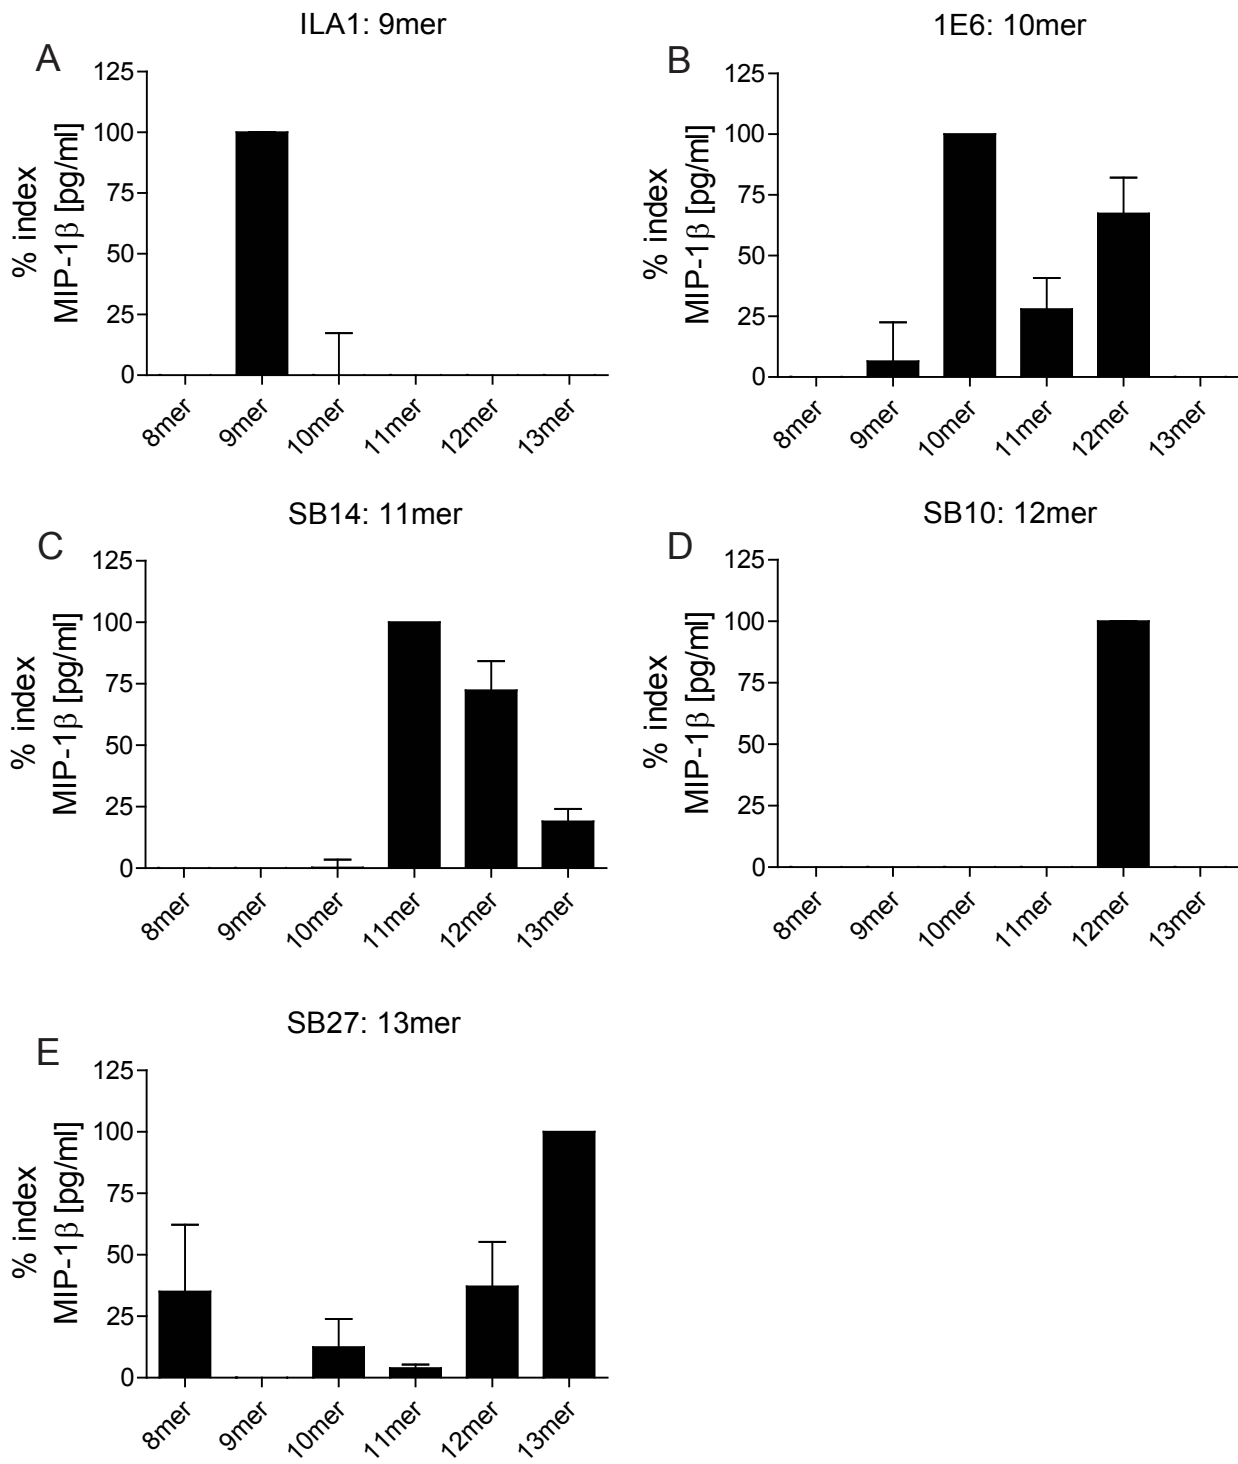 ILA1: 9mer
A
% index
MIP-1β [pg/ml]
125
100
75
50
25
0
8mer
9mer
10mer
11mer
12mer
13mer
1E6: 10mer
B
% index
MIP-1β [pg/ml]
125
100
75
50
25
0
8mer
9mer
10mer
11mer
12mer
13mer
SB14: 11mer
C
% index
MIP-1β [pg/ml]
125
100
75
50
25
0
8mer
9mer
10mer
11mer
12mer
13mer
SB10: 12mer
D
% index
MIP-1β [pg/ml]
125
100
75
50
25
0
8mer
9mer
10mer
11mer
12mer
13mer
SB27: 13mer
E
% index
MIP-1β [pg/ml]
125
100
75
50
25
0
8mer
9mer
10mer
11mer
12mer
13mer